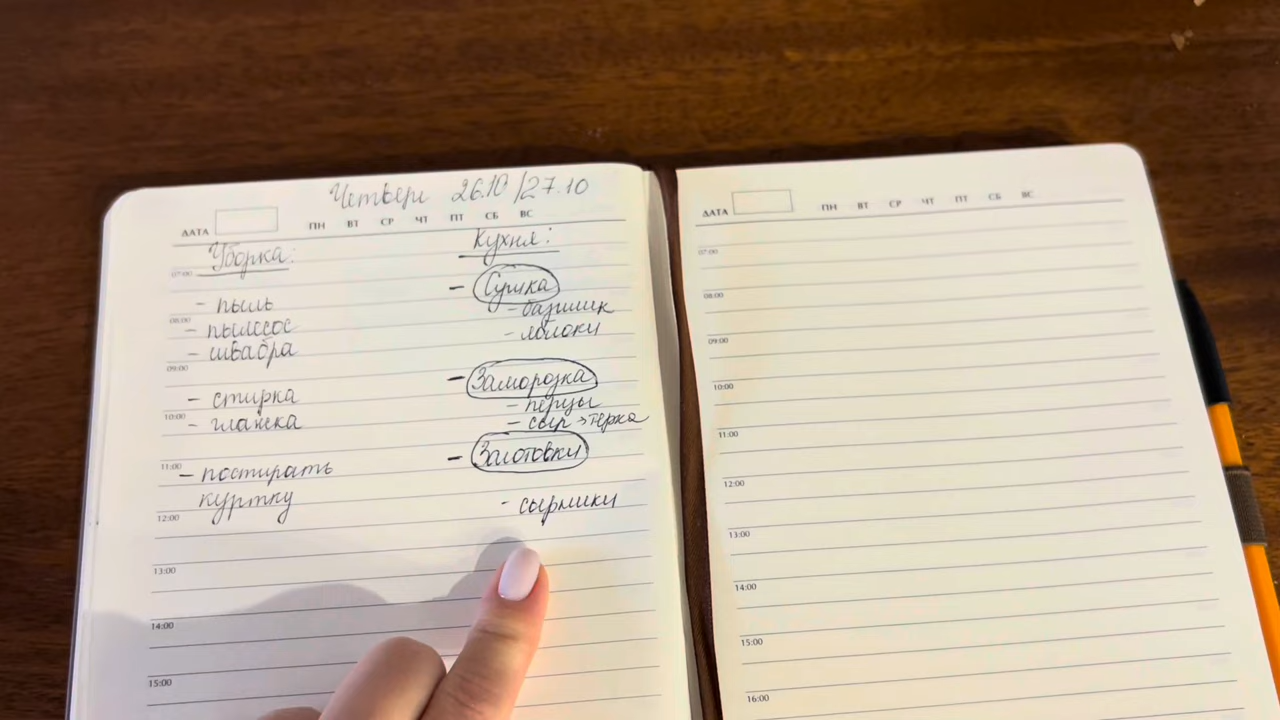 Четверг 26.10/27.10
ДАТА ПН ВТ СР ЧТ ПТ СБ ВС
Уборка:
07:00
- пыль
08:00
- пылесос
- швабра
09:00
- стирка
10:00
- глажка
11:00
- постирать
куртку
12:00
13:00
14:00
15:00
Кухня:
- Сушка
- базилик
- яблоки
- Заморозка
- перцы
- сыр → терка
- Заготовки
- сырники
ДАТА ПН ВТ СР ЧТ ПТ СБ ВС
07:00
08:00
09:00
10:00
11:00
12:00
13:00
14:00
15:00
16:00